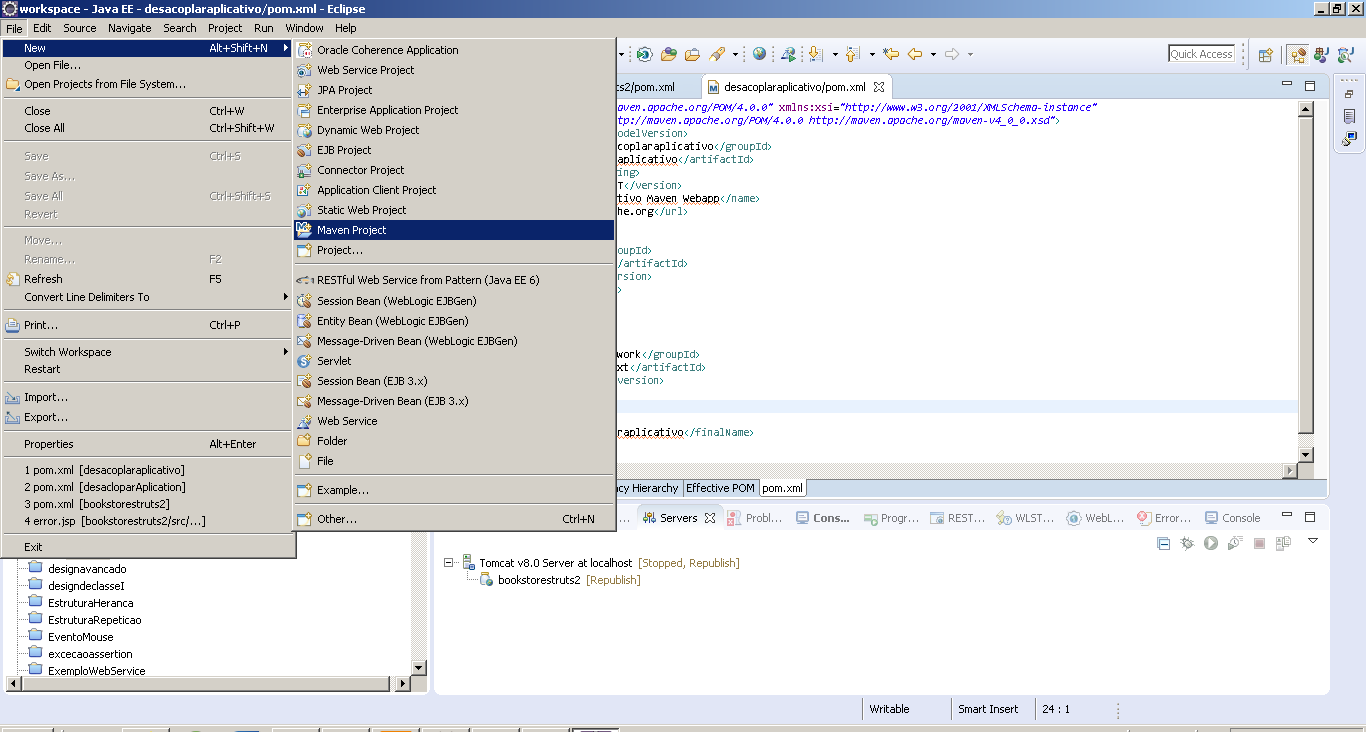 workspace - Java EE - desacoplaraplicativo/pom.xml - Eclipse
File Edit Source Navigate Search Project Run Window Help
New Alt+Shift+N
Open File...
Open Projects from File System...
Close Ctrl+W
Close All Ctrl+Shift+W
Save Ctrl+S
Save As...
Save All Ctrl+Shift+S
Revert
Move...
Rename... F2
Refresh F5
Convert Line Delimiters To
Print... Ctrl+P
Switch Workspace
Restart
Import...
Export...
Properties Alt+Enter
1 pom.xml [desacoplaraplicativo]
2 pom.xml [desacloparAplication]
3 pom.xml [bookstorestruts2]
4 error.jsp [bookstorestruts2/src/...]
Exit
Oracle Coherence Application
Web Service Project
JPA Project
Enterprise Application Project
Dynamic Web Project
EJB Project
Connector Project
Application Client Project
Static Web Project
Maven Project
Project...
RESTful Web Service from Pattern (Java EE 6)
Session Bean (WebLogic EJBGen)
Entity Bean (WebLogic EJBGen)
Message-Driven Bean (WebLogic EJBGen)
Servlet
Session Bean (EJB 3.x)
Message-Driven Bean (EJB 3.x)
Web Service
Folder
File
Example...
Other... Ctrl+N
Quick Access
ts2/pom.xml desacoplaraplicativo/pom.xml
aven.apache.org/POM/4.0.0" xmlns:xsi="http://www.w3.org/2001/XMLSchema-instance"
tp://maven.apache.org/POM/4.0.0 http://maven.apache.org/maven-v4_0_0.xsd">
odelVersion>
coplaraplicativo</groupId>
aplicativo</artifactId>
ing>
T</version>
tivo Maven Webapp</name>
he.org</url>
oupId>
/artifactId>
rsion>
>
work</groupId>
xt</artifactId>
version>
raplicativo</finalName>
cy Hierarchy Effective POM pom.xml
... Servers Probl... Cons... Progr... REST... WLST... WebL... Error... Console
Tomcat v8.0 Server at localhost [Stopped, Republish]
bookstorestruts2 [Republish]
designavancado
designdeclasseI
EstruturaHeranca
EstruturaRepeticao
EventoMouse
excecaoassertion
ExemploWebService
Writable Smart Insert 24 : 1